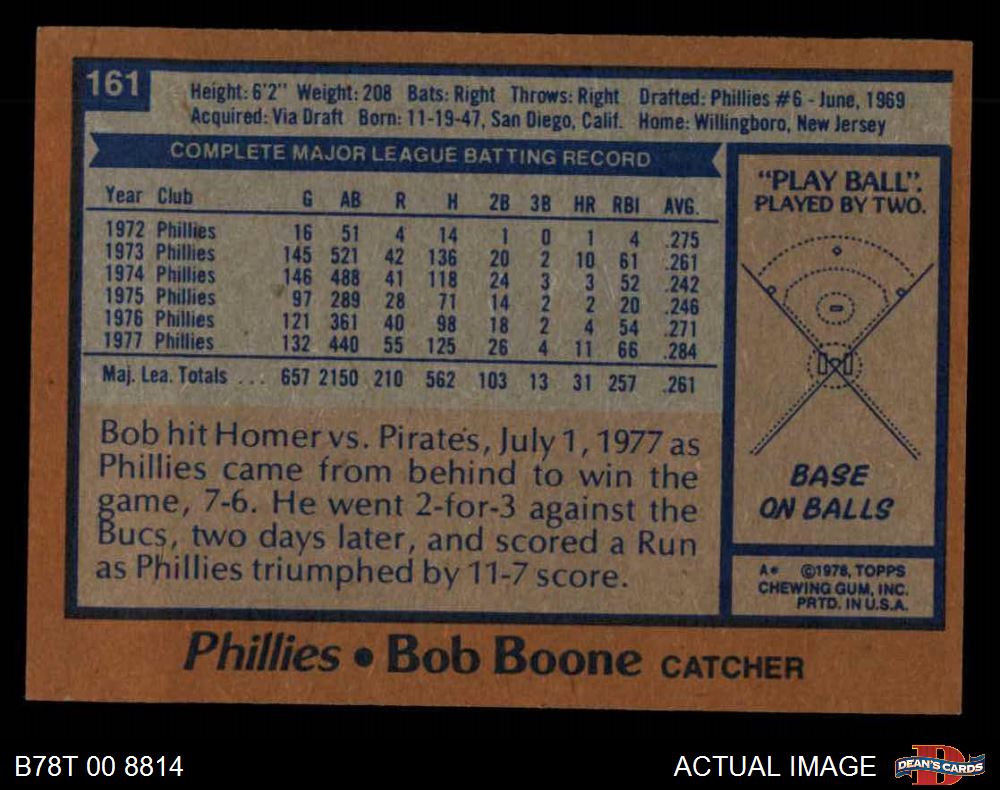 161
Height: 6'2" Weight: 208 Bats: Right Throws: Right Drafted: Phillies #6 - June, 1969
Acquired: Via Draft Born: 11-19-47, San Diego, Calif. Home: Willingboro, New Jersey
COMPLETE MAJOR LEAGUE BATTING RECORD
Year Club G AB R H 2B 3B HR RBI AVG.
1972 Phillies 16 51 4 14 1 0 1 4 .275
1973 Phillies 145 521 42 136 20 2 10 61 .261
1974 Phillies 146 488 41 118 24 3 3 52 .242
1975 Phillies 97 289 28 71 14 2 2 20 .246
1976 Phillies 121 361 40 98 18 2 4 54 .271
1977 Phillies 132 440 55 125 26 4 11 66 .284
Maj. Lea. Totals ... 657 2150 210 562 103 13 31 257 .261
Bob hit Homer vs. Pirates, July 1, 1977 as
Phillies came from behind to win the
game, 7-6. He went 2-for-3 against the
Bucs, two days later, and scored a Run
as Phillies triumphed by 11-7 score.
"PLAY BALL".
PLAYED BY TWO.
BASE
ON BALLS
A* ©1978, TOPPS
CHEWING GUM, INC.
PRTD. IN U.S.A.
Phillies • Bob Boone CATCHER
B78T 00 8814
ACTUAL IMAGE
D
DEAN'S CARDS